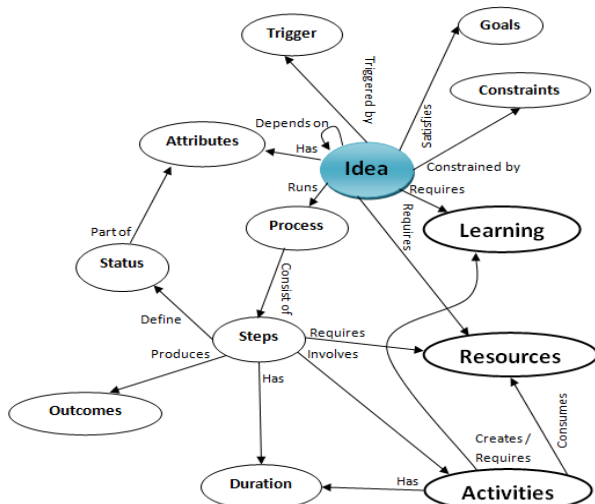 Trigger
Goals
Triggered by
Satisfies
Constraints
Depends on
Attributes
Has
Idea
Constrained by
Runs
Requires
Requires
Process
Learning
Part of
Status
Consist of
Define
Steps
Requires
Resources
Produces
Involves
Has
Outcomes
Creates /
Requires
Consumes
Duration
Has
Activities